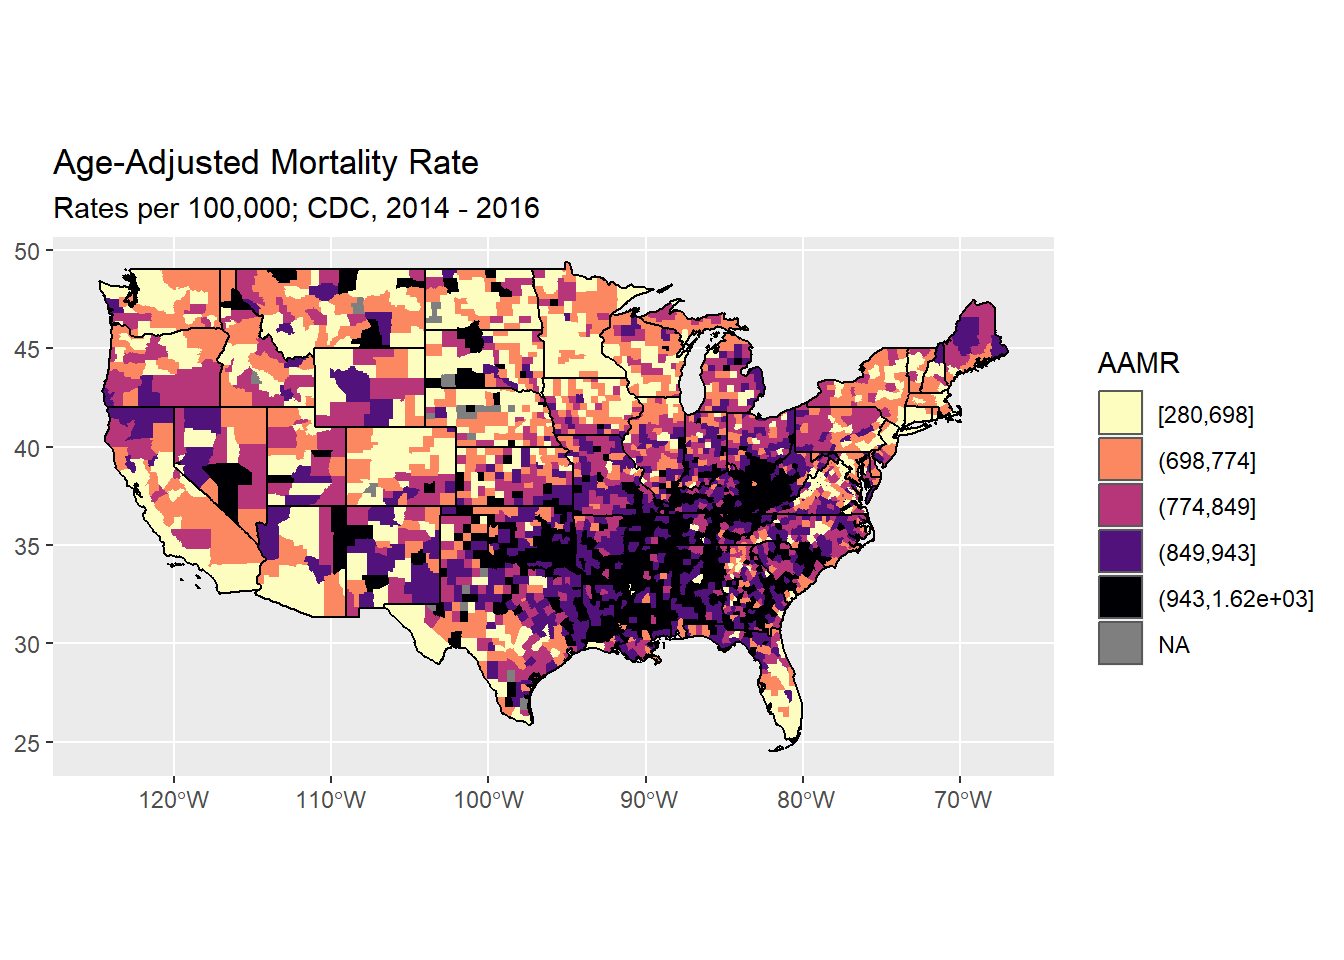 Age-Adjusted Mortality Rate
Rates per 100,000; CDC, 2014 - 2016
50
45
40
35
30
25
120°W 110°W 100°W 90°W 80°W 70°W
AAMR
[280,698]
(698,774]
(774,849]
(849,943]
(943,1.62e+03]
NA